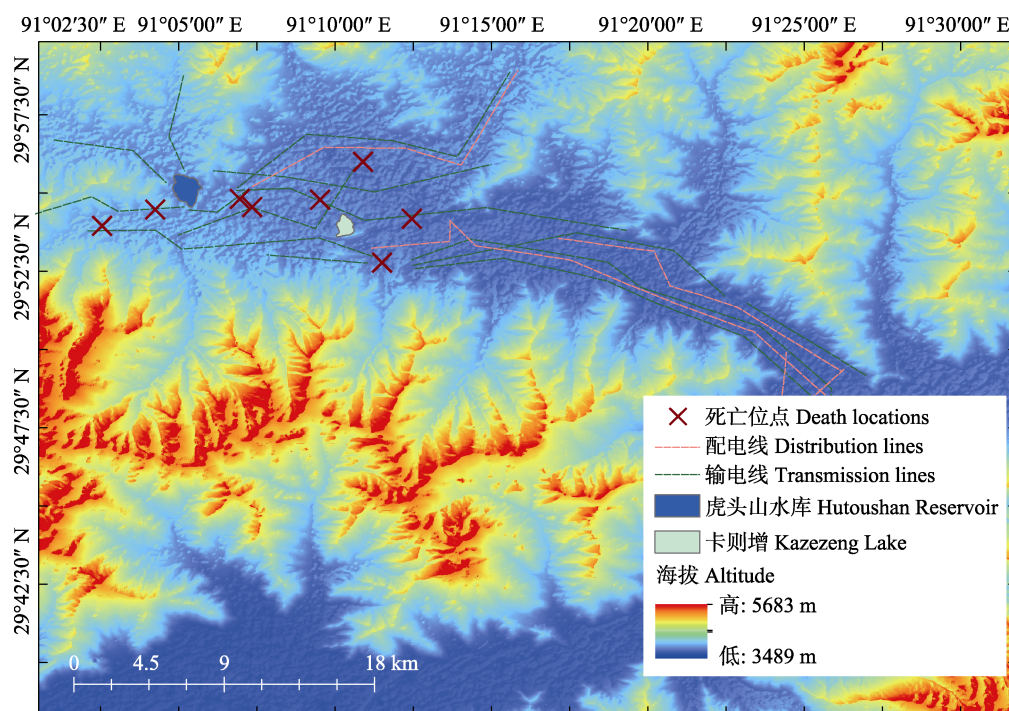 91°02′30″ E 91°05′00″ E 91°10′00″ E 91°15′00″ E 91°20′00″ E 91°25′00″ E 91°30′00″ E
29°57′30″ N
29°52′30″ N
29°47′30″ N
29°42′30″ N
死亡位点 Death locations
配电线 Distribution lines
输电线 Transmission lines
虎头山水库 Hutoushan Reservoir
卡则增 Kazezeng Lake
海拔 Altitude
高: 5683 m
低: 3489 m
0 4.5 9 18 km